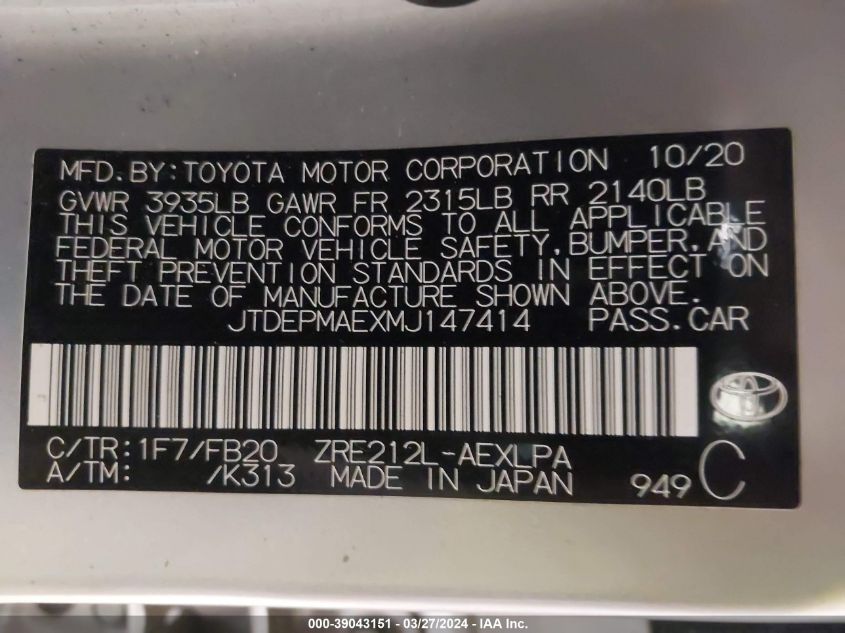 MFD.BY:TOYOTA MOTOR CORPORATION 10/20
GVWR 3935LB GAWR FR 2315LB RR 2140LB
THIS VEHICLE CONFORMS TO ALL APPLICABLE
FEDERAL MOTOR VEHICLE SAFETY,BUMPER,AND
THEFT PREVENTION STANDARDS IN EFFECT ON
THE DATE OF MANUFACTURE SHOWN ABOVE.
JTDEPMAEXMJ147414 PASS.CAR
C/TR:1F7/FB20 ZRE212L-AEXLPA
A/TM: /K313 MADE IN JAPAN 949 C
000-39043151 — 03/27/2024 — IAA Inc.